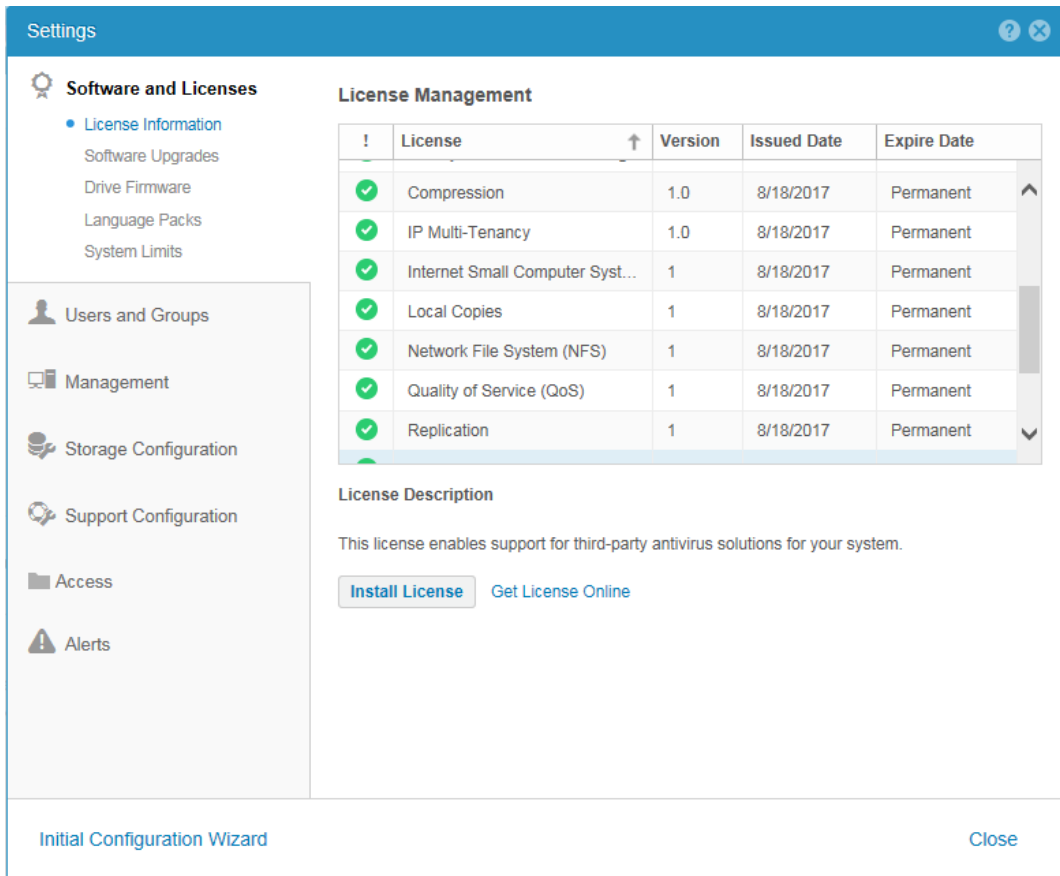 Settings
Software and Licenses
License Information
Software Upgrades
Drive Firmware
Language Packs
System Limits
Users and Groups
Management
Storage Configuration
Support Configuration
Access
Alerts
License Management
! License Version Issued Date Expire Date
Compression 1.0 8/18/2017 Permanent
IP Multi-Tenancy 1.0 8/18/2017 Permanent
Internet Small Computer Syst... 1 8/18/2017 Permanent
Local Copies 1 8/18/2017 Permanent
Network File System (NFS) 1 8/18/2017 Permanent
Quality of Service (QoS) 1 8/18/2017 Permanent
Replication 1 8/18/2017 Permanent
License Description
This license enables support for third-party antivirus solutions for your system.
Install License Get License Online
Initial Configuration Wizard Close